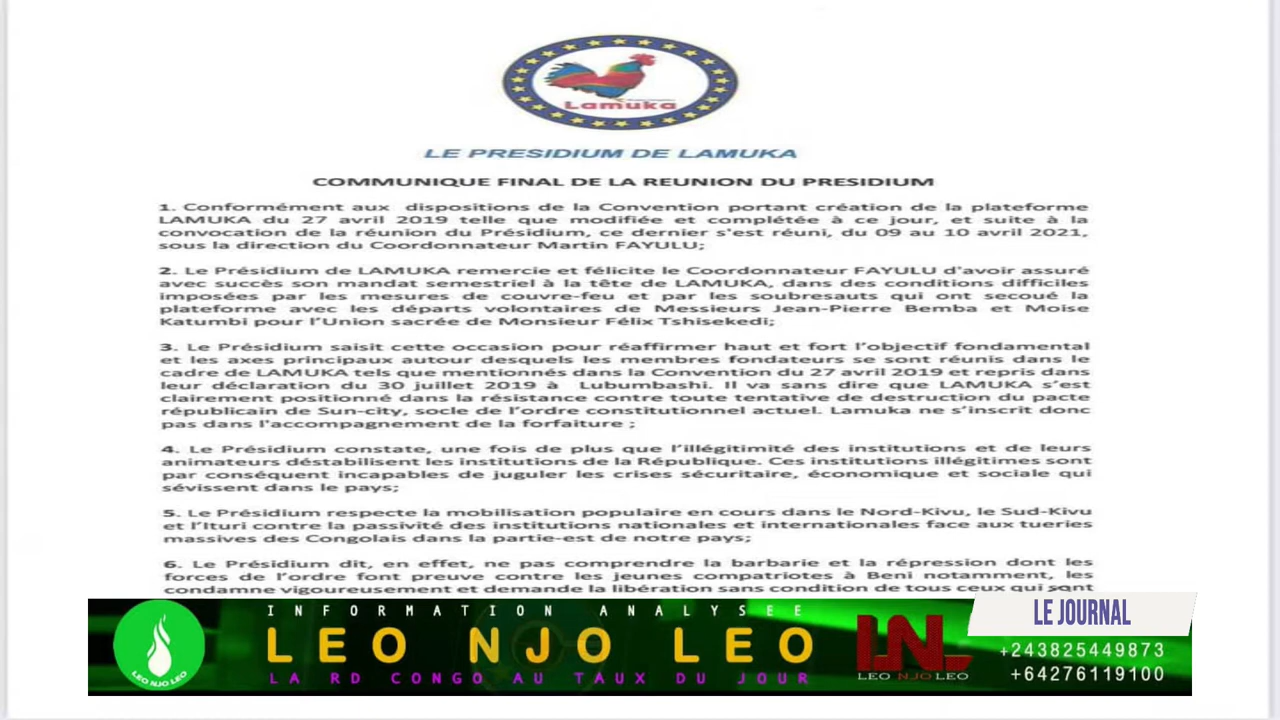 Lamuka
LE PRESIDIUM DE LAMUKA
COMMUNIQUE FINAL DE LA REUNION DU PRESIDIUM
1. Conformément aux dispositions de la Convention portant création de la plateforme
LAMUKA du 27 avril 2019 telle que modifiée et complétée à ce jour, et suite à la
convocation de la réunion du Présidium, ce dernier s'est réuni, du 09 au 10 avril 2021,
sous la direction du Coordonnateur Martin FAYULU;
2. Le Présidium de LAMUKA remercie et félicite le Coordonnateur FAYULU d'avoir assuré
avec succès son mandat semestriel à la tête de LAMUKA, dans des conditions difficiles
imposées par les mesures de couvre-feu et par les soubresauts qui ont secoué la
plateforme avec les départs volontaires de Messieurs Jean-Pierre Bemba et Moise
Katumbi pour l'Union sacrée de Monsieur Félix Tshisekedi;
3. Le Présidium saisit cette occasion pour réaffirmer haut et fort l'objectif fondamental
et les axes principaux autour desquels les membres fondateurs se sont réunis dans le
cadre de LAMUKA tels que mentionnés dans la Convention du 27 avril 2019 et repris dans
leur déclaration du 30 juillet 2019 à Lubumbashi. Il va sans dire que LAMUKA s'est
clairement positionné dans la résistance contre toute tentative de destruction du pacte
républicain de Sun-city, socle de l'ordre constitutionnel actuel. Lamuka ne s'inscrit donc
pas dans l'accompagnement de la forfaiture ;
4. Le Présidium constate, une fois de plus que l'illégitimité des institutions et de leurs
animateurs déstabilisent les institutions de la République. Ces institutions illégitimes sont
par conséquent incapables de juguler les crises sécuritaire, économique et sociale qui
sévissent dans le pays;
5. Le Présidium respecte la mobilisation populaire en cours dans le Nord-Kivu, le Sud-Kivu
et l'Ituri contre la passivité des institutions nationales et internationales face aux tueries
massives des Congolais dans la partie-est de notre pays;
6. Le Présidium dit, en effet, ne pas comprendre la barbarie et la répression dont les
forces de l'ordre font preuve contre les jeunes compatriotes à Beni notamment, les
condamne vigoureusement et demande la libération sans condition de tous ceux qui sont
INFORMATION ANALYSEE
LEO NJO LEO
LA RD CONGO AU TAUX DU JOUR
LEO NJO LEO
LNL
LEO NJO LEO
LE JOURNAL
+243825449873
+64276119100